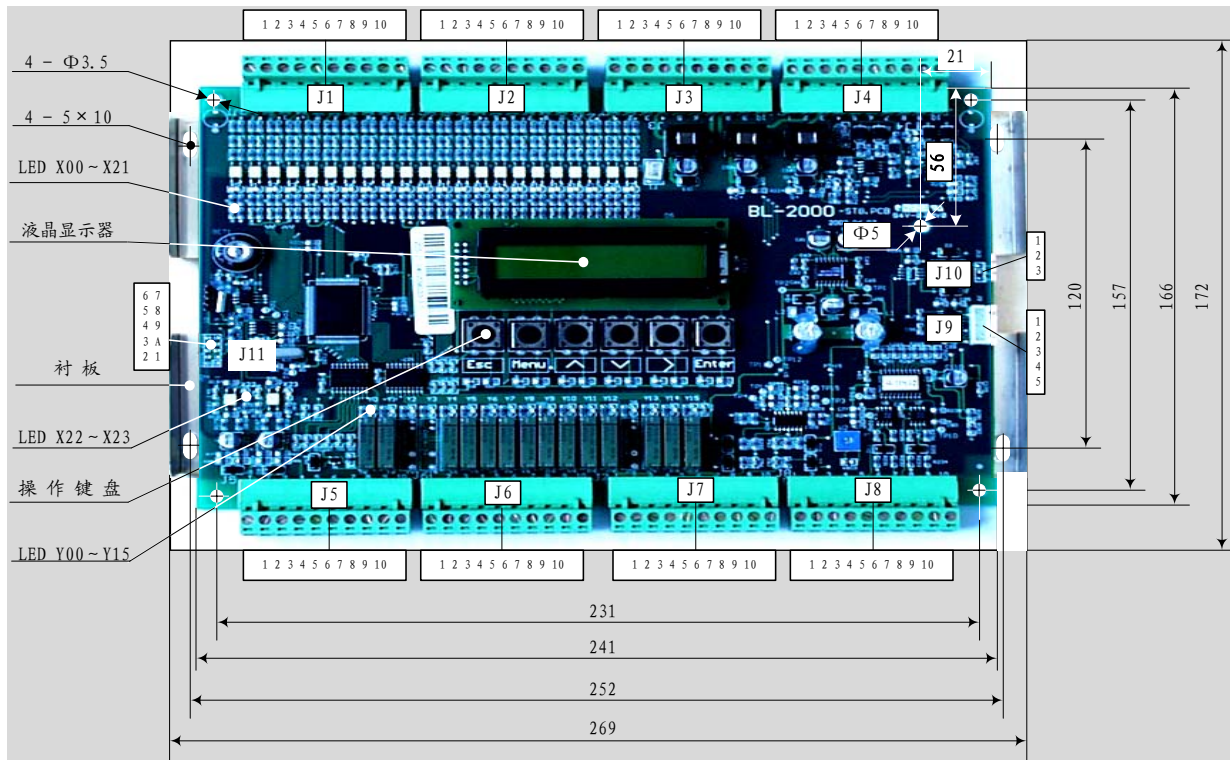 1 2 3 4 5 6 7 8 9 10
1 2 3 4 5 6 7 8 9 10
1 2 3 4 5 6 7 8 9 10
1 2 3 4 5 6 7 8 9 10
4 - Φ3.5
J1
J2
J3
J4
21
4 - 5×10
LED X00~X21
56
BL-2000 -STB.PCB
液晶显示器
Φ5
J10
1 2 3
120
157
166
172
6 7
5 8
4 9
3 A
2 1
J11
J9
1 2 3 4 5
衬板
Esc
Menu
Enter
LED X22~X23
操作键盘
LED Y00~Y15
J5
J6
J7
J8
1 2 3 4 5 6 7 8 9 10
1 2 3 4 5 6 7 8 9 10
1 2 3 4 5 6 7 8 9 10
1 2 3 4 5 6 7 8 9 10
231
241
252
269